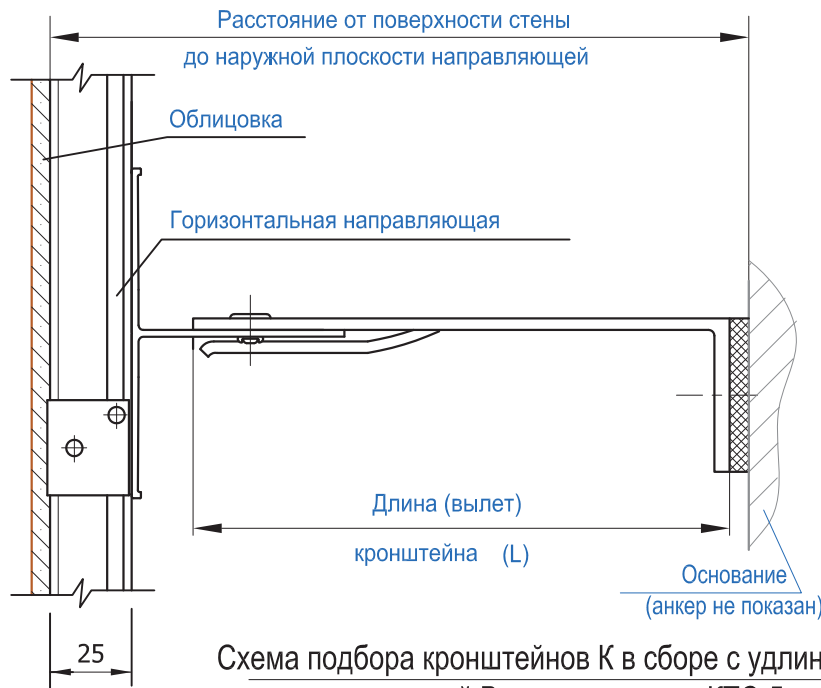 Расстояние от поверхности стены
до наружной плоскости направляющей
Облицовка
Горизонтальная направляющая
Длина (вылет)
кронштейна (L)
Основание
(анкер не показан)
25
Схема подбора кронштейнов К в сборе с